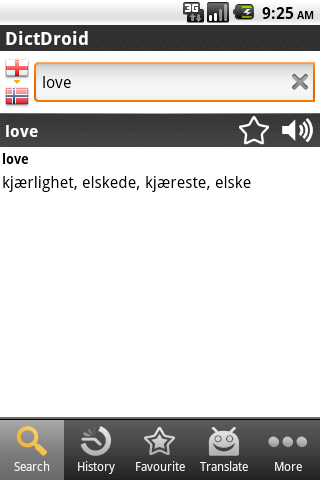 3G 9:25 AM
DictDroid
love
love
love
kjærlighet, elskede, kjæreste, elske
Search History Favourite Translate More